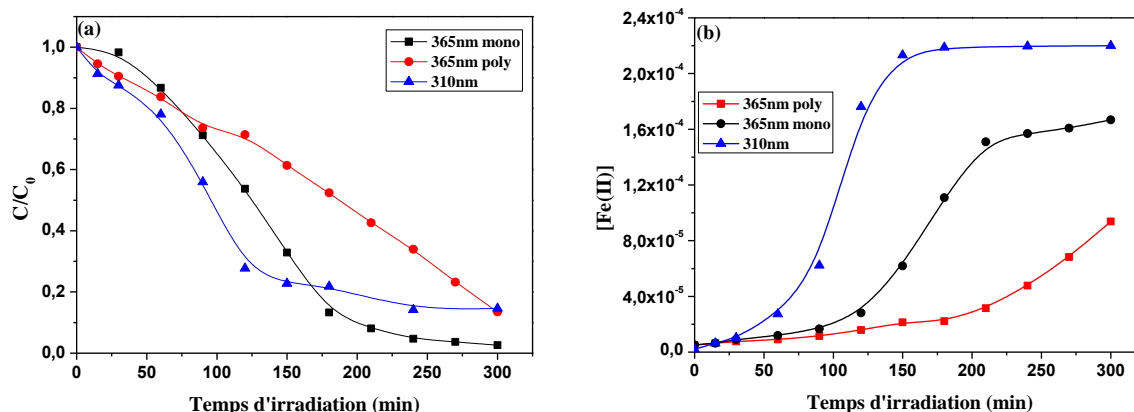 (a)
365nm mono
365nm poly
310nm
1,0
0,8
0,6
0,4
0,2
0,0
C/C0
0 50 100 150 200 250 300
Temps d'irradiation (min)
(b)
365nm poly
365nm mono
310nm
2,4x10-4
2,0x10-4
1,6x10-4
1,2x10-4
8,0x10-5
4,0x10-5
0,0
[Fe(II)]
0 50 100 150 200 250 300
Temps d'irradiation (min)